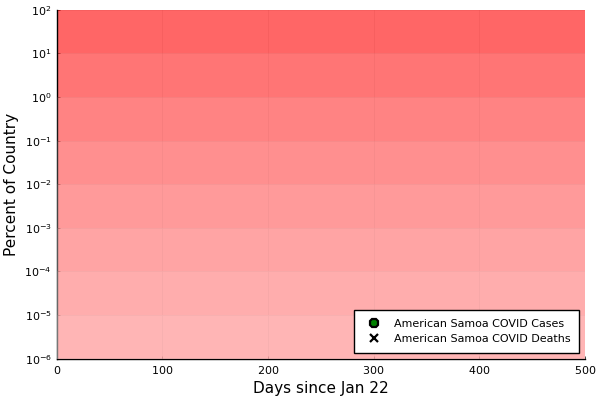 10²
10¹
10⁰
10⁻¹
10⁻²
10⁻³
10⁻⁴
10⁻⁵
10⁻⁶
Percent of Country
American Samoa COVID Cases
American Samoa COVID Deaths
0 100 200 300 400 500
Days since Jan 22